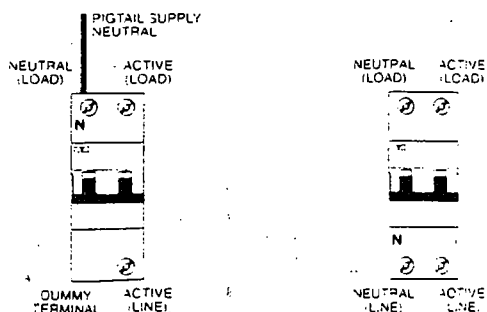 PIGTAIL SUPPLY
NEUTRAL
NEUTRAL
(LOAD)
ACTIVE
(LOAD)
N
DUMMY
TERMINAL
ACTIVE
(LINE)
NEUTRAL
(LOAD)
ACTIVE
(LOAD)
N
NEUTRAL
(LINE)
ACTIVE
(LINE)